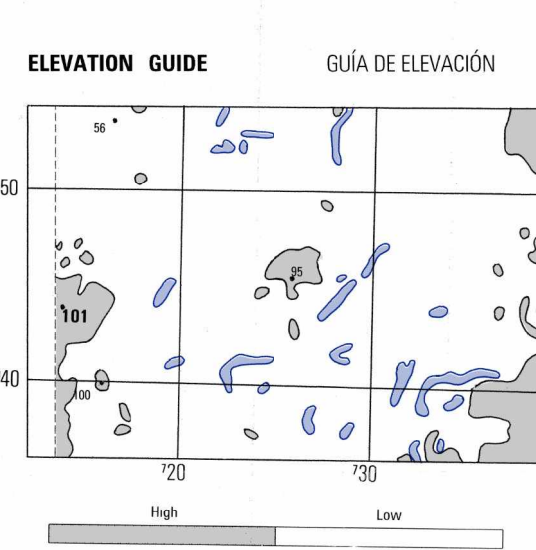 ELEVATION GUIDE
GUÍA DE ELEVACIÓN
56
50
95
101
40
100
720
730
High
Low